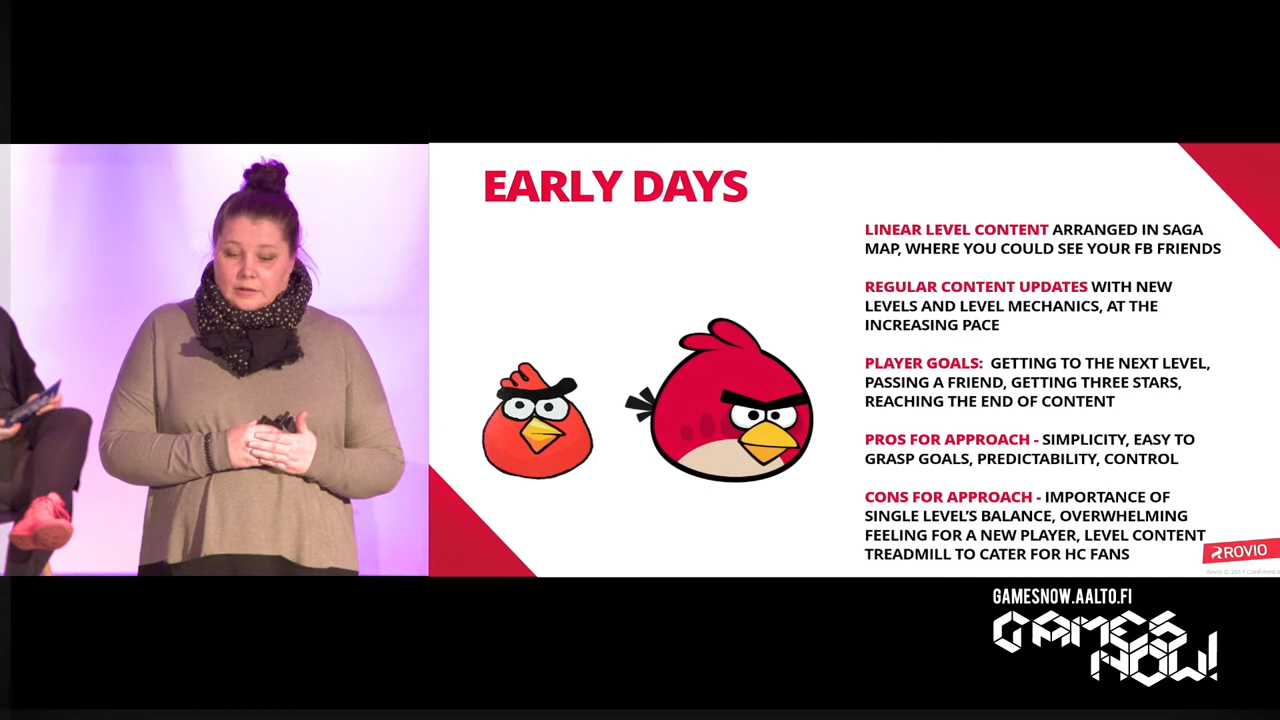 EARLY DAYS
LINEAR LEVEL CONTENT ARRANGED IN SAGA
MAP, WHERE YOU COULD SEE YOUR FB FRIENDS
REGULAR CONTENT UPDATES WITH NEW
LEVELS AND LEVEL MECHANICS, AT THE
INCREASING PACE
PLAYER GOALS: GETTING TO THE NEXT LEVEL,
PASSING A FRIEND, GETTING THREE STARS,
REACHING THE END OF CONTENT
PROS FOR APPROACH - SIMPLICITY, EASY TO
GRASP GOALS, PREDICTABILITY, CONTROL
CONS FOR APPROACH - IMPORTANCE OF
SINGLE LEVEL'S BALANCE, OVERWHELMING
FEELING FOR A NEW PLAYER, LEVEL CONTENT
TREADMILL TO CATER FOR HC FANS
ROVIO
Rovio © 2017 Confidential
GAMESNOW.AALTO.FI
GAMES
NOW!